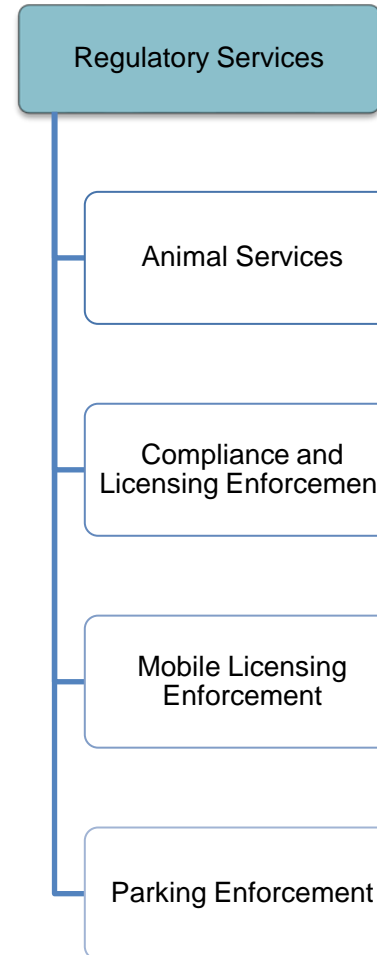 Regulatory Services
Animal Services
Compliance and
Licensing Enforcemen
Mobile Licensing
Enforcement
Parking Enforcement